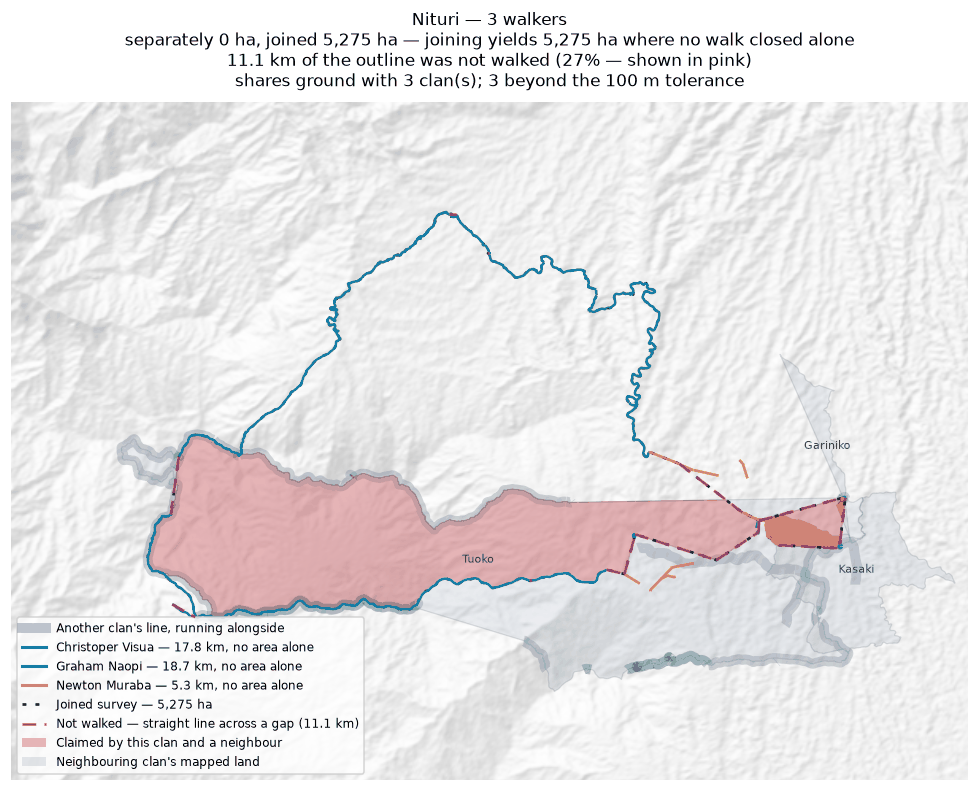 Nituri — 3 walkers
separately 0 ha, joined 5,275 ha — joining yields 5,275 ha where no walk closed alone
11.1 km of the outline was not walked (27% — shown in pink)
shares ground with 3 clan(s); 3 beyond the 100 m tolerance
Gariniko
Tuoko
Kasaki
Another clan's line, running alongside
Christoper Visua — 17.8 km, no area alone
Graham Naopi — 18.7 km, no area alone
Newton Muraba — 5.3 km, no area alone
Joined survey — 5,275 ha
Not walked — straight line across a gap (11.1 km)
Claimed by this clan and a neighbour
Neighbouring clan's mapped land